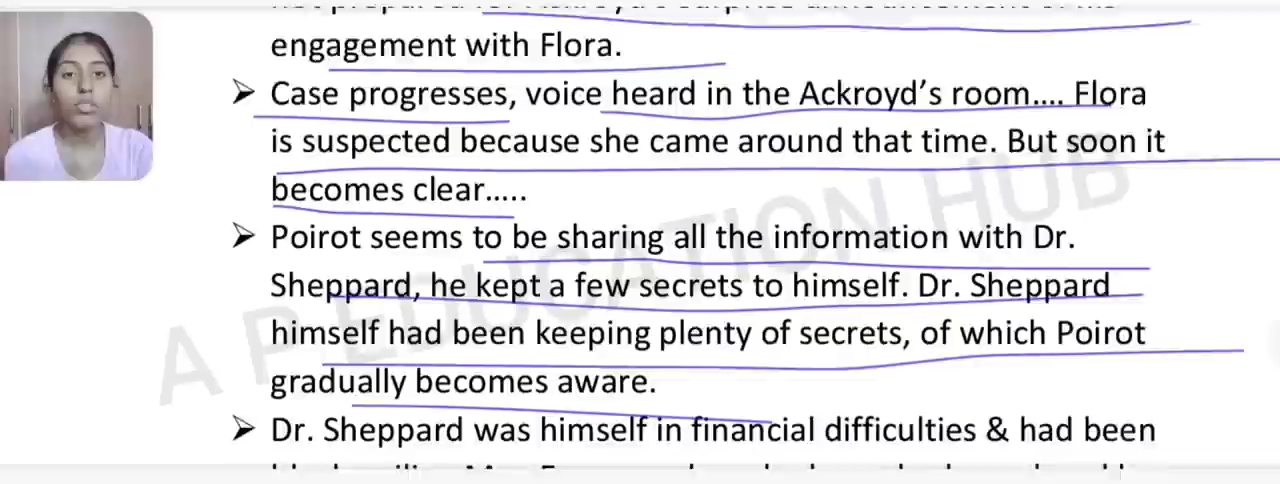 engagement with Flora.
➢ Case progresses, voice heard in the Ackroyd’s room…. Flora
is suspected because she came around that time. But soon it
becomes clear…..
➢ Poirot seems to be sharing all the information with Dr.
Sheppard, he kept a few secrets to himself. Dr. Sheppard
himself had been keeping plenty of secrets, of which Poirot
gradually becomes aware.
➢ Dr. Sheppard was himself in financial difficulties & had been
A P EDUCATION HUB